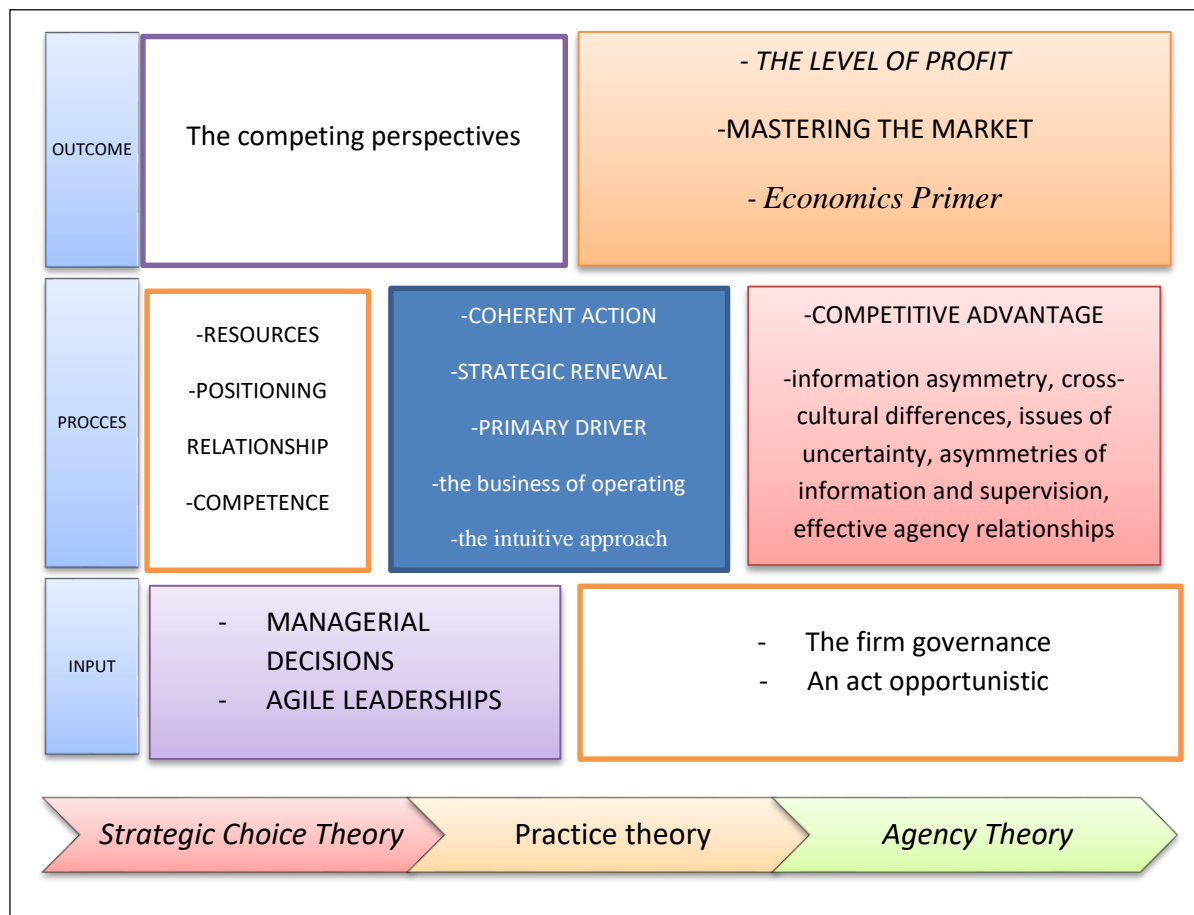 OUTCOME
The competing perspectives
- THE LEVEL OF PROFIT
-MASTERING THE MARKET
- Economics Primer
PROCCES
-RESOURCES
-POSITIONING
RELATIONSHIP
-COMPETENCE
-COHERENT ACTION
-STRATEGIC RENEWAL
-PRIMARY DRIVER
-the business of operating
-the intuitive approach
-COMPETITIVE ADVANTAGE
-information asymmetry, cross-
cultural differences, issues of
uncertainty, asymmetries of
information and supervision,
effective agency relationships
INPUT
- MANAGERIAL
DECISIONS
- AGILE LEADERSHIPS
- The firm governance
- An act opportunistic
Strategic Choice Theory
Practice theory
Agency Theory